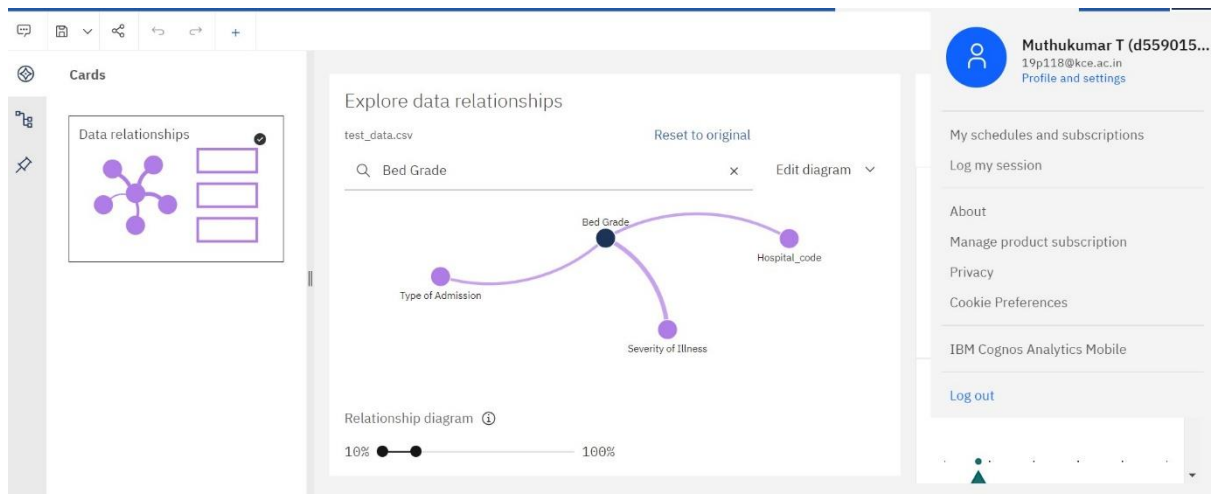 Cards
Data relationships
Explore data relationships
test_data.csv
Reset to original
Bed Grade
Edit diagram
Bed Grade
Hospital_code
Type of Admission
Severity of Illness
Relationship diagram
10%
100%
Muthukumar T (d559015...
19p118@kce.ac.in
Profile and settings
My schedules and subscriptions
Log my session
About
Manage product subscription
Privacy
Cookie Preferences
IBM Cognos Analytics Mobile
Log out